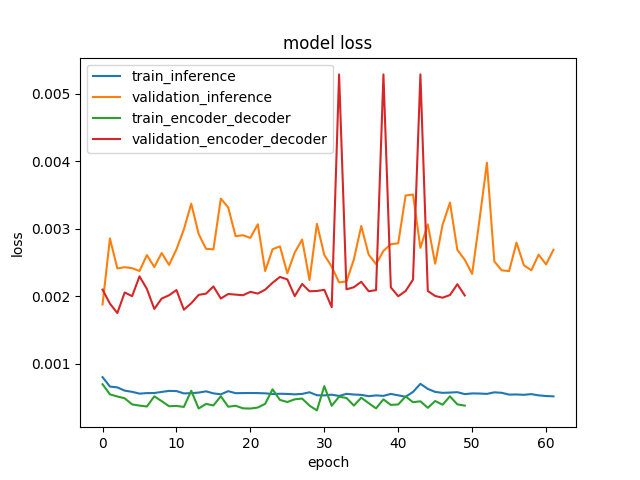 model loss
train_inference
validation_inference
train_encoder_decoder
validation_encoder_decoder
0.005
0.004
0.003
0.002
0.001
loss
0 10 20 30 40 50 60
epoch